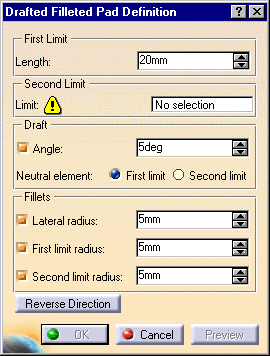 Drafted Filleted Pad Definition ? X
First Limit
Length: 20mm
Second Limit
Limit: ! No selection
Draft
Angle: 5deg
Neutral element: First limit Second limit
Fillets
Lateral radius: 5mm
First limit radius: 5mm
Second limit radius: 5mm
Reverse Direction
OK Cancel Preview